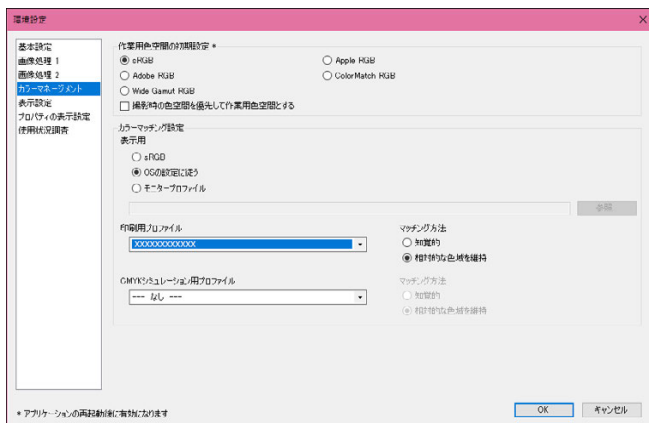 環境設定
基本設定
画像処理 1
画像処理 2
カラーマネージメント
表示設定
プロパティの表示設定
使用状況調査
作業用色空間の初期設定 *
sRGB
Apple RGB
Adobe RGB
ColorMatch RGB
Wide Gamut RGB
撮影時の色空間を優先して作業用色空間とする
カラーマッチング設定
表示用
sRGB
OSの設定に従う
モニタープロファイル
参照
印刷用プロファイル
マッチング方法
XXXXXXXXXXXX
知覚的
相対的な色域を維持
CMYKシミュレーション用プロファイル
マッチング方法
--- なし ---
知覚的
相対的な色域を維持
* アプリケーションの再起動後に有効になります
OK
キャンセル